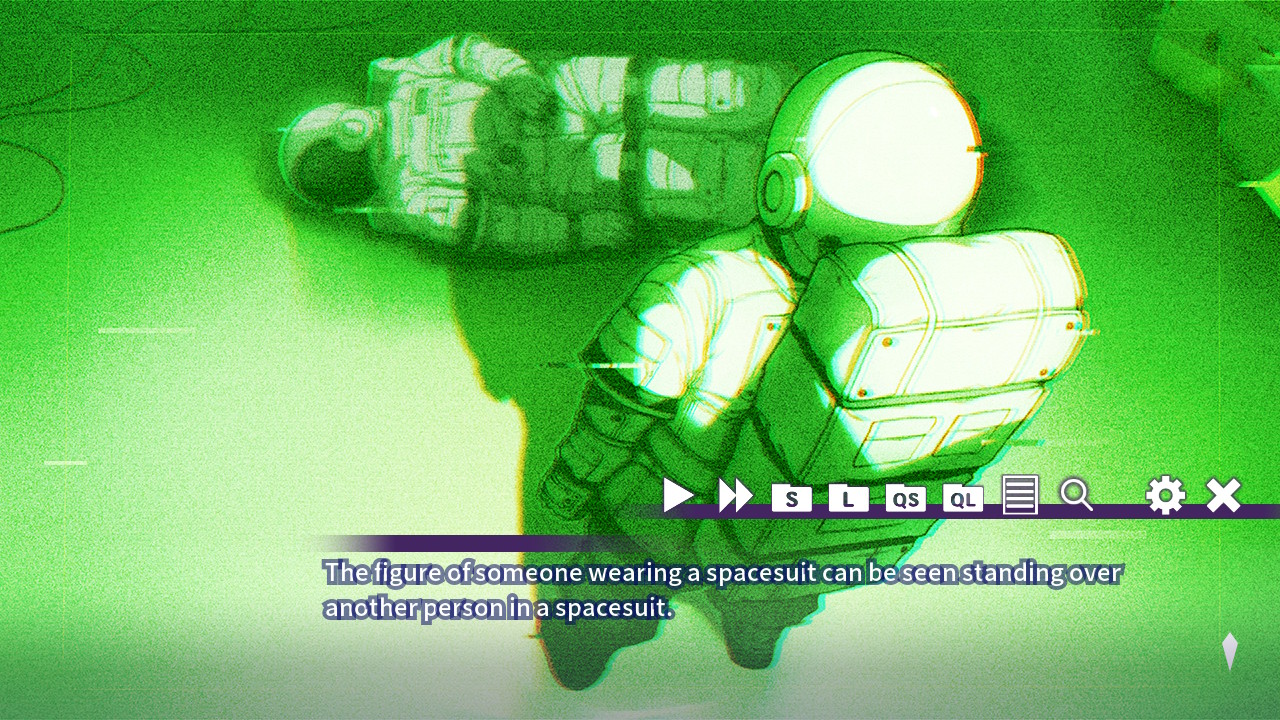 S L QS QL
The figure of someone wearing a spacesuit can be seen standing over
another person in a spacesuit.